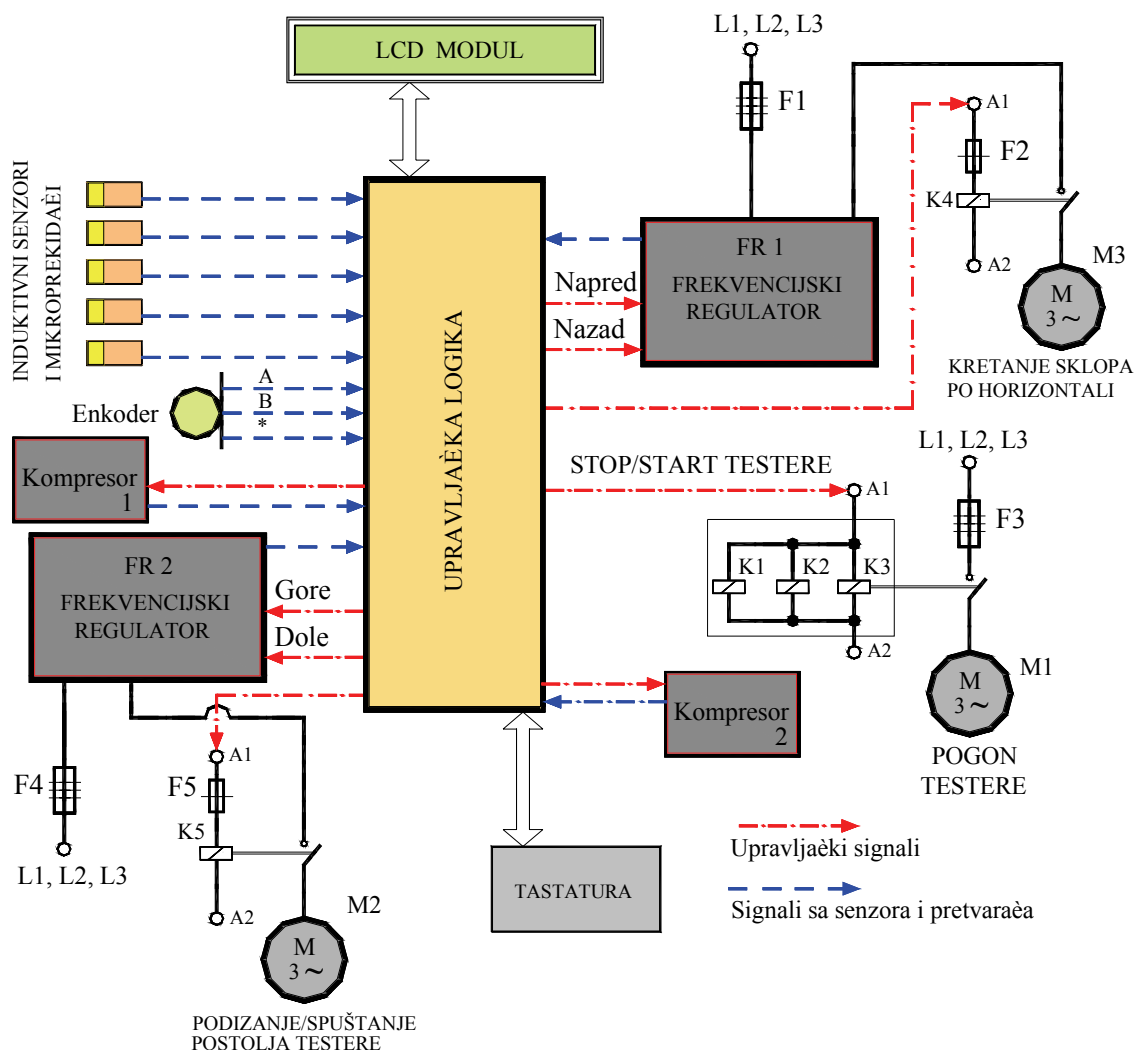 LCD MODUL
L1, L2, L3
F1
A1
F2
K4
A2
M3
M
3 ~
KRETANJE SKLOPA
PO HORIZONTALI
INDUKTIVNI SENZORI
I MIKROPREKIDAÈI
FR 1
FREKVENCIJSKI
REGULATOR
Napred
Nazad
A
B
*
Enkoder
UPRAVLJAÈKA LOGIKA
Kompresor
1
STOP/START TESTERE
L1, L2, L3
A1
F3
K1
K2
K3
A2
M1
M
3 ~
POGON
TESTERE
FR 2
FREKVENCIJSKI
REGULATOR
Gore
Dole
Kompresor
2
F4
L1, L2, L3
A1
F5
K5
A2
M2
M
3 ~
PODIZANJE/SPUŠTANJE
POSTOLJA TESTERE
TASTATURA
Upravljaèki signali
Signali sa senzora i pretvaraèa